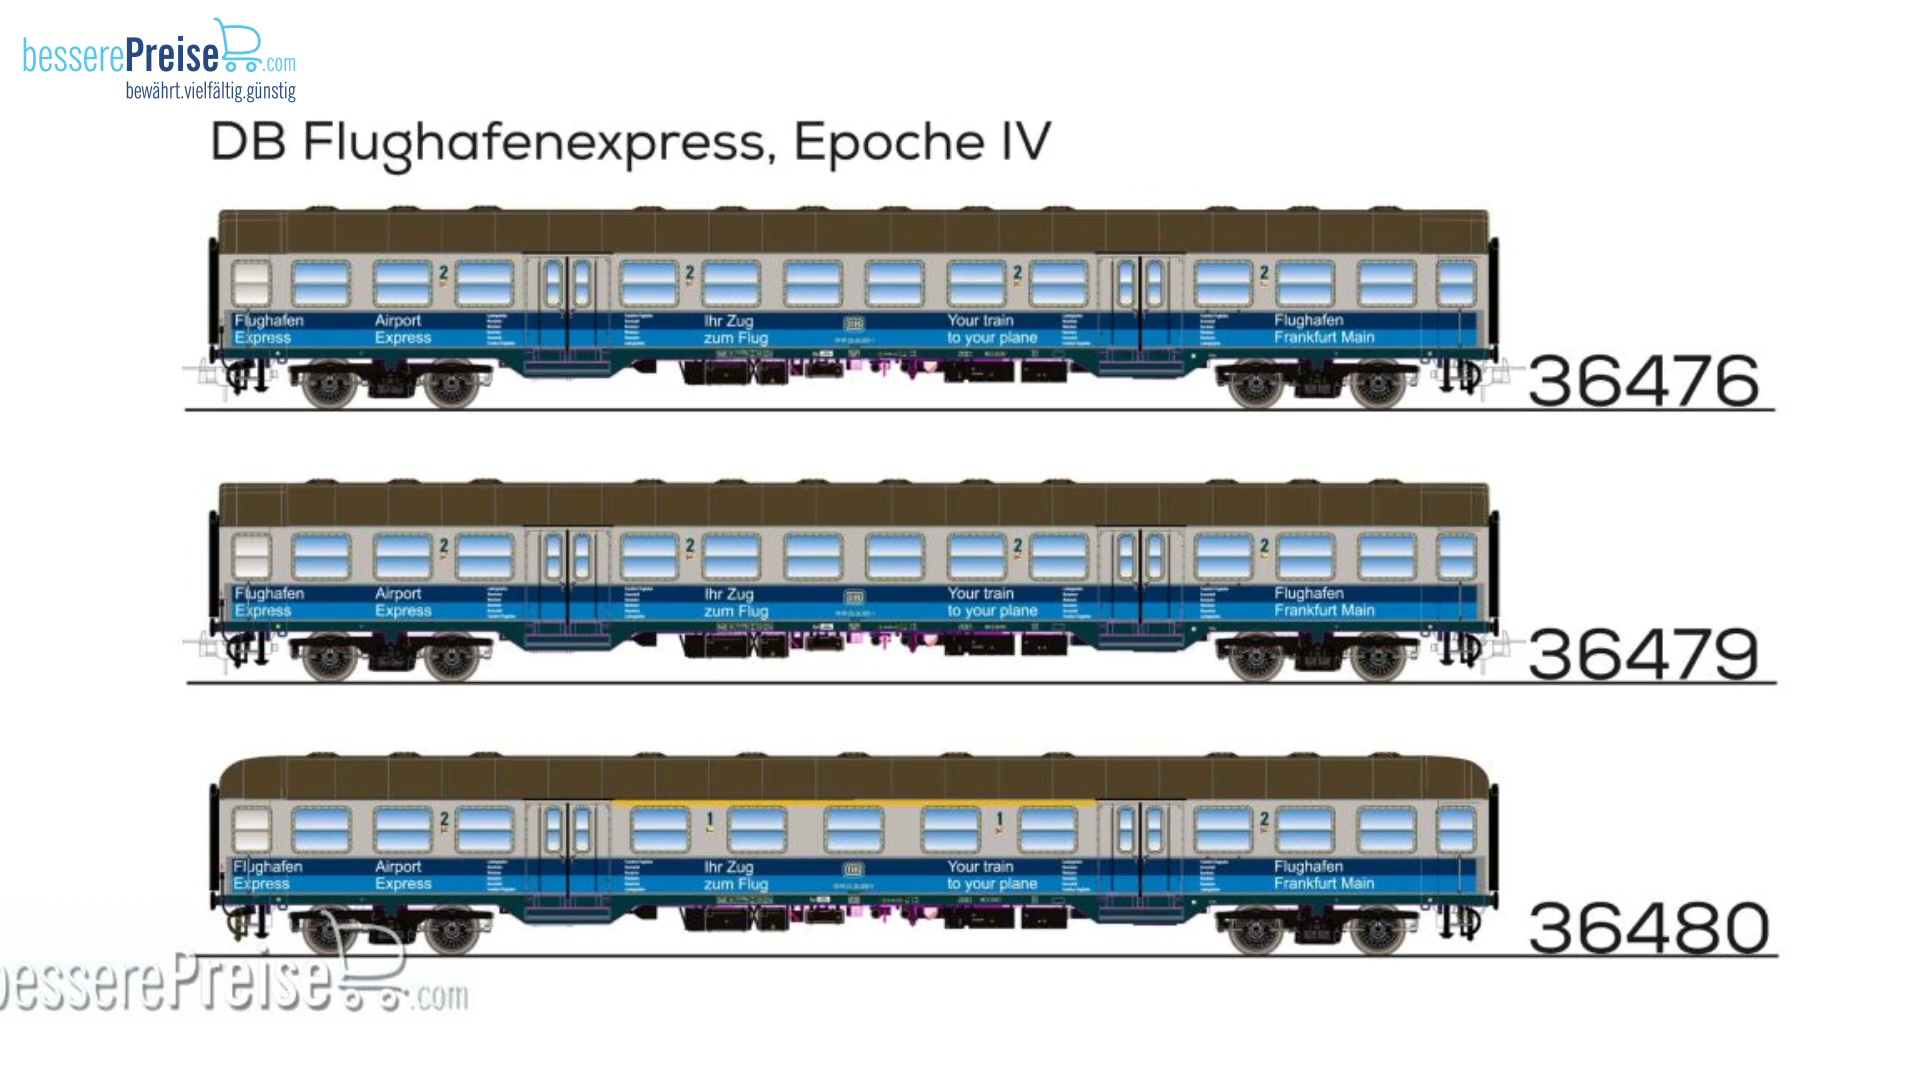 besserePreise.com
bewährt.vielfältig.günstig
DB Flughafenexpress, Epoche IV
2 2 2 2
Flughafen Airport Ihr Zug DB Your train Flughafen
Express Express zum Flug to your plane Frankfurt Main
36476
2 2 2 2
Flughafen Airport Ihr Zug DB Your train Flughafen
Express Express zum Flug to your plane Frankfurt Main
36479
2 1 1 2
Flughafen Airport Ihr Zug DB Your train Flughafen
Express Express zum Flug to your plane Frankfurt Main
36480
besserePreise.com